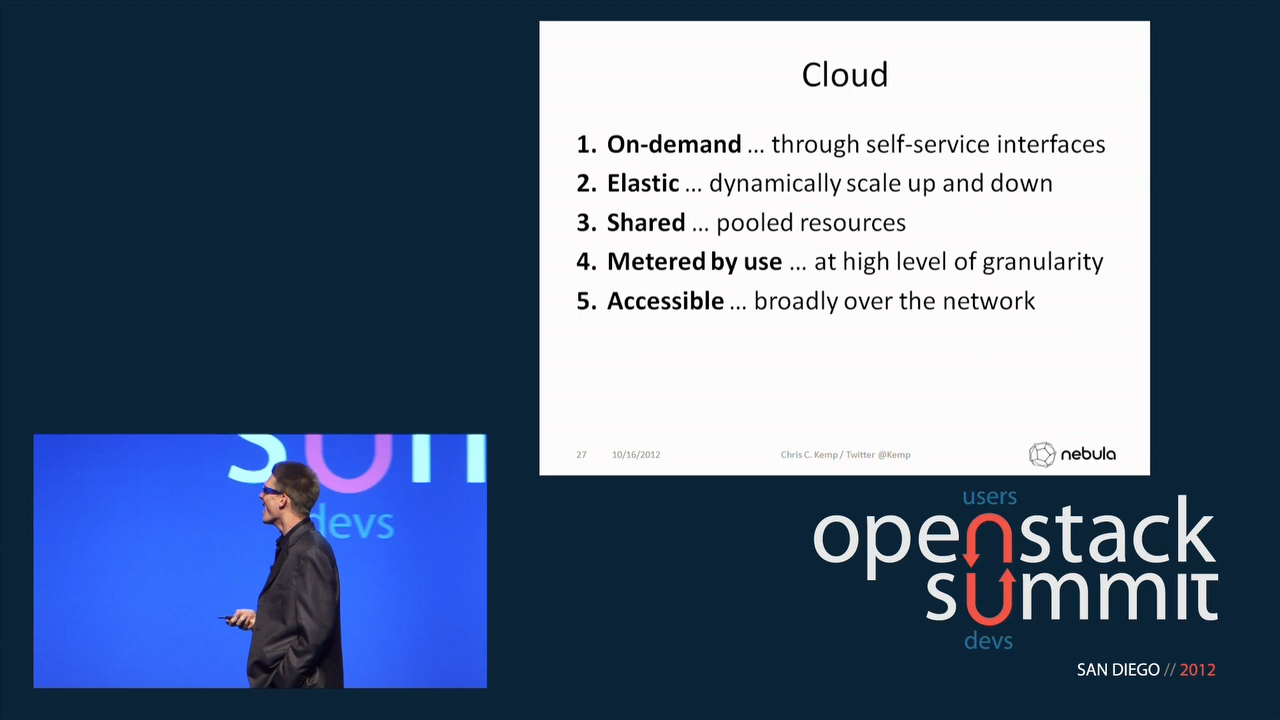 Cloud
1. On-demand ... through self-service interfaces
2. Elastic ... dynamically scale up and down
3. Shared ... pooled resources
4. Metered by use ... at high level of granularity
5. Accessible ... broadly over the network
27 10/16/2012 Chris C. Kemp / Twitter @Kemp nebula
devs
users
openstack
summit
devs
SAN DIEGO // 2012